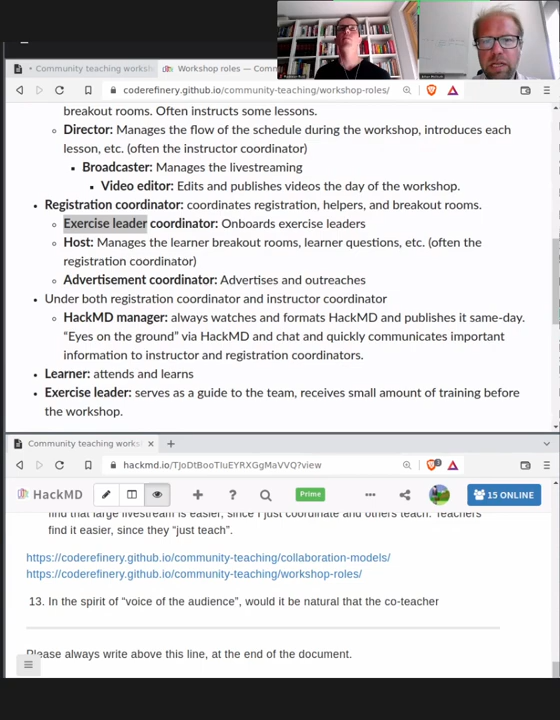 Community teaching worksh
Workshop roles — Comm
coderefinery.github.io/community-teaching/workshop-roles/
breakout rooms. Often instructs some lessons.
Director: Manages the flow of the schedule during the workshop, introduces each
lesson, etc. (often the instructor coordinator)
Broadcaster: Manages the livestreaming
Video editor: Edits and publishes videos the day of the workshop.
Registration coordinator: coordinates registration, helpers, and breakout rooms.
Exercise leader coordinator: Onboards exercise leaders
Host: Manages the learner breakout rooms, learner questions, etc. (often the
registration coordinator)
Advertisement coordinator: Advertises and outreaches
Under both registration coordinator and instructor coordinator
HackMD manager: always watches and formats HackMD and publishes it same-day.
“Eyes on the ground” via HackMD and chat and quickly communicates important
information to instructor and registration coordinators.
Learner: attends and learns
Exercise leader: serves as a guide to the team, receives small amount of training before
the workshop.
Community teaching works
hackmd.io/TJoDtBooTIuEYRXGgMaVVQ?view
HackMD
Prime
15 ONLINE
find that large livestream is easier, since I just coordinate and others teach. Teachers
find it easier, since they “just teach”.
https://coderefinery.github.io/community-teaching/collaboration-models/
https://coderefinery.github.io/community-teaching/workshop-roles/
13. In the spirit of “voice of the audience”, would it be natural that the co-teacher
Please always write above this line, at the end of the document.